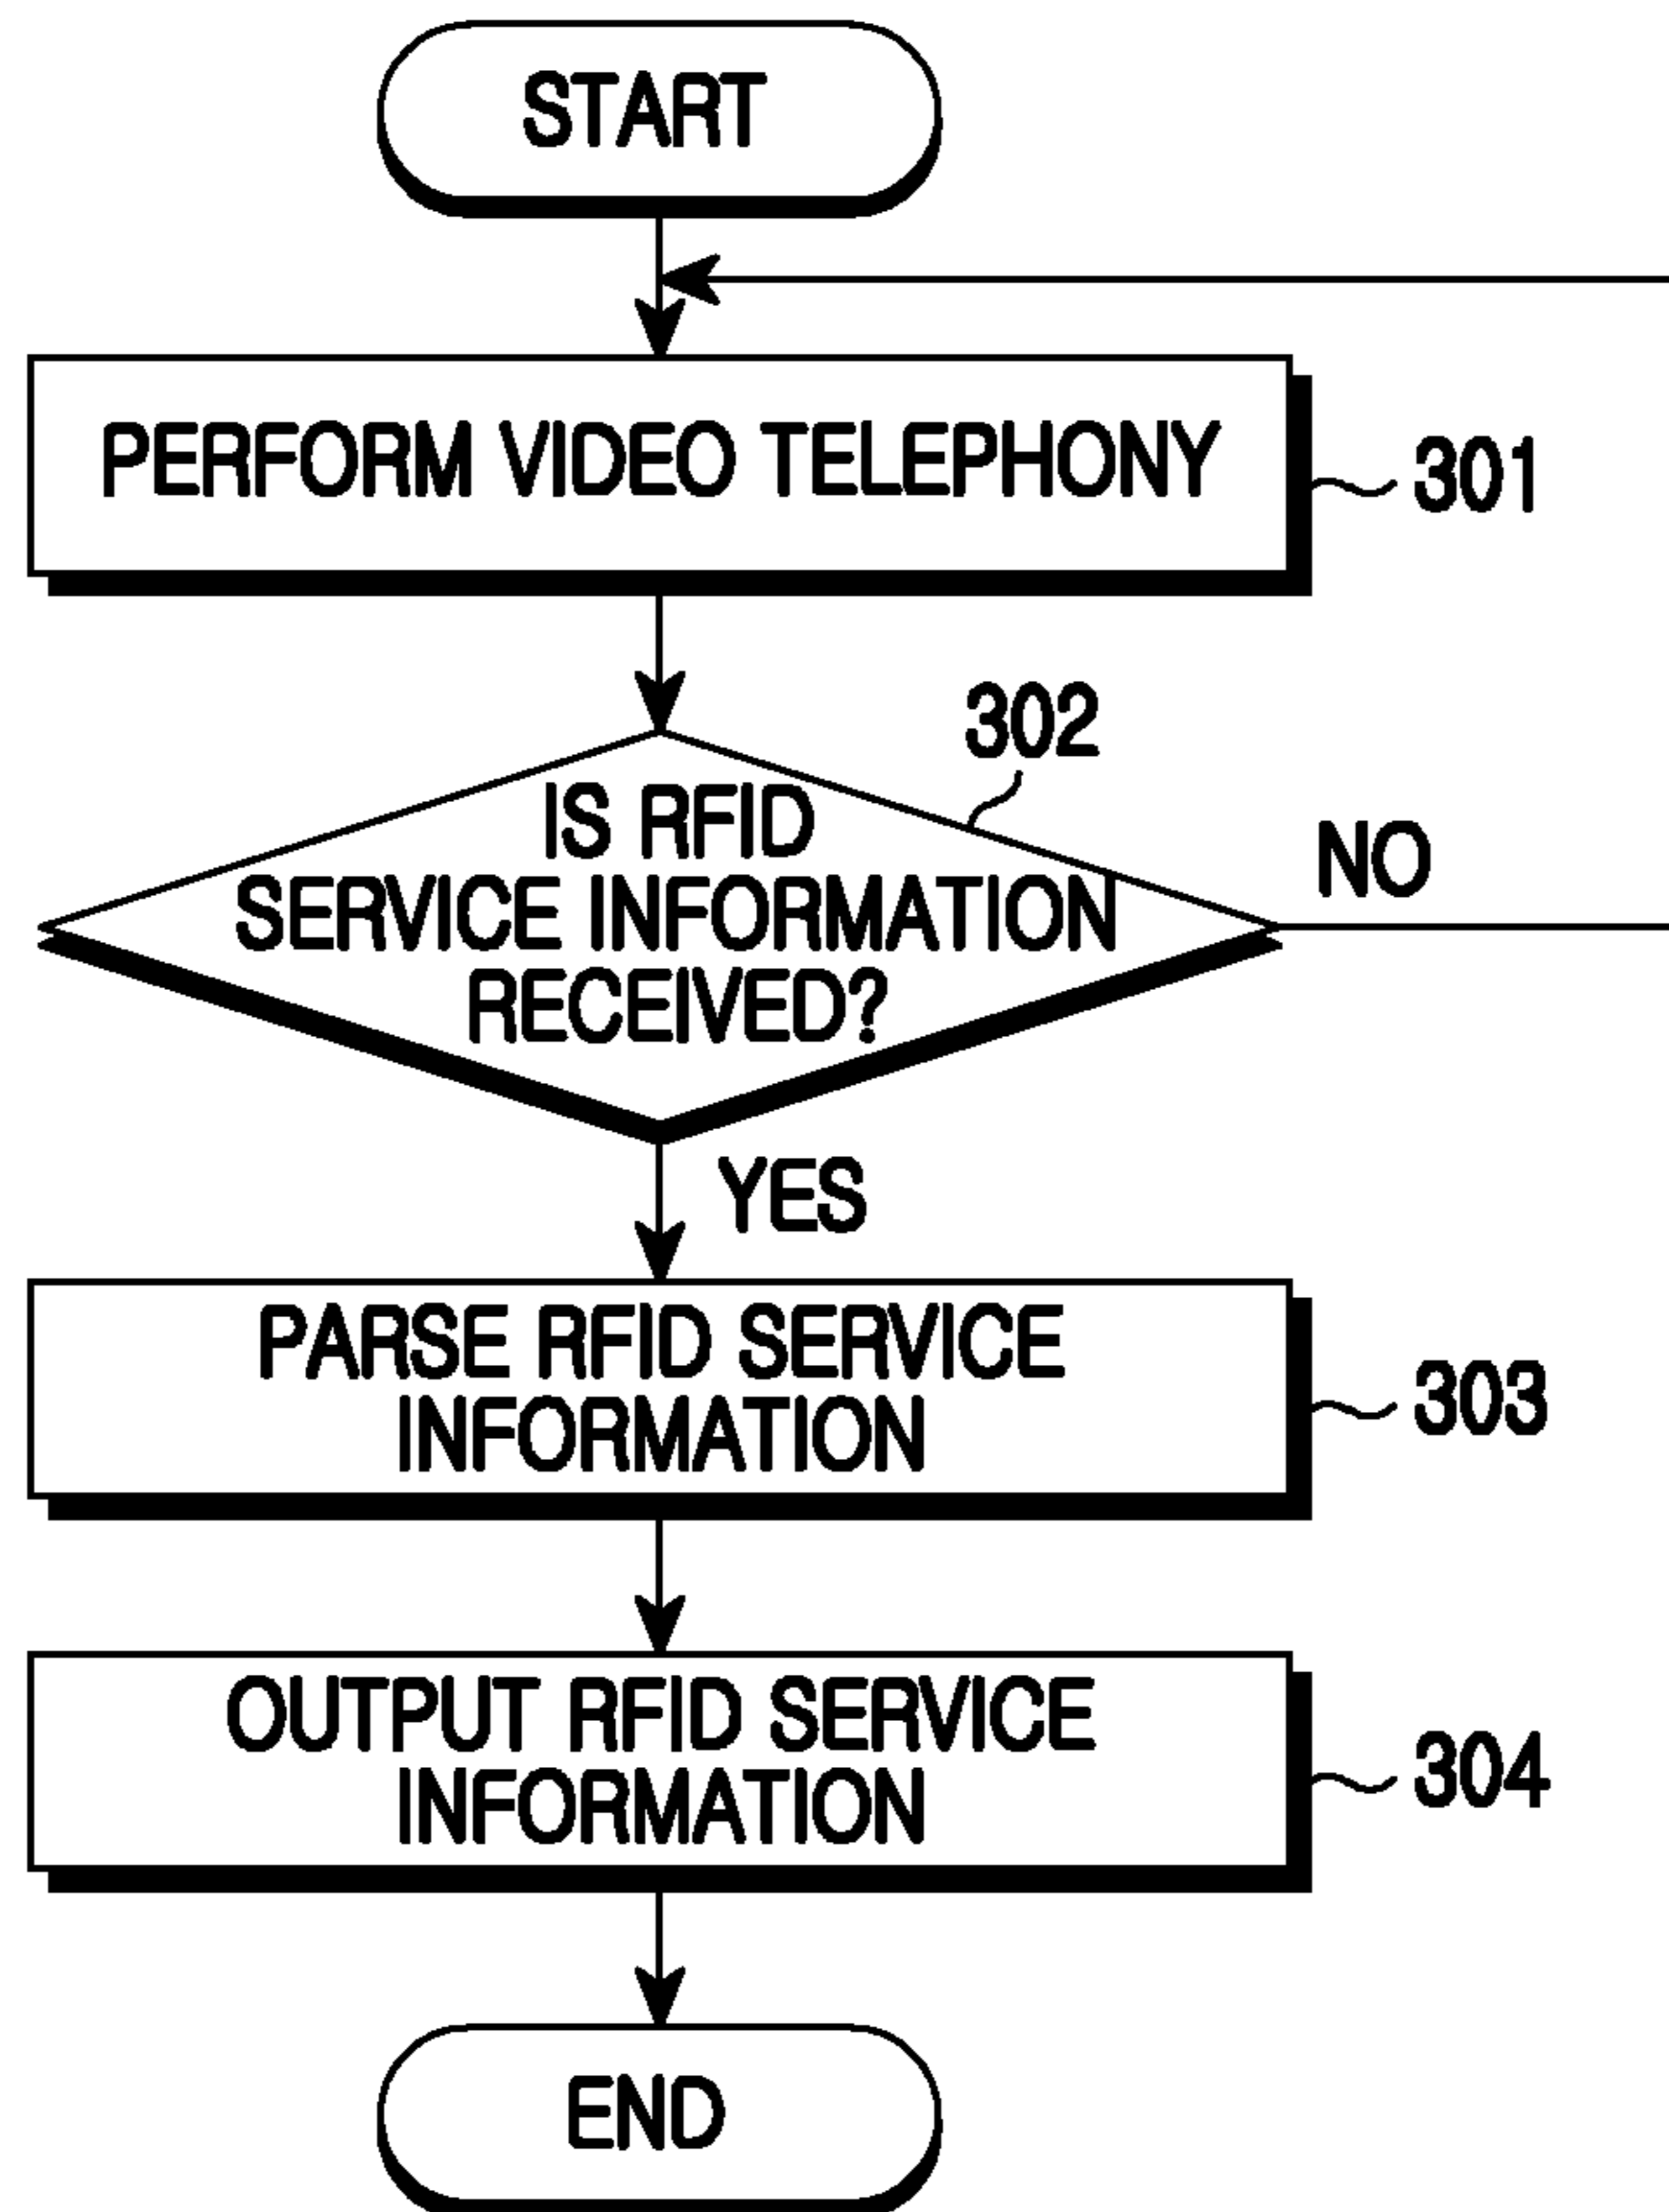 START
PERFORM VIDEO TELEPHONY
301
302
IS RFID
SERVICE INFORMATION
RECEIVED?
NO
YES
PARSE RFID SERVICE
INFORMATION
303
OUTPUT RFID SERVICE
INFORMATION
304
END